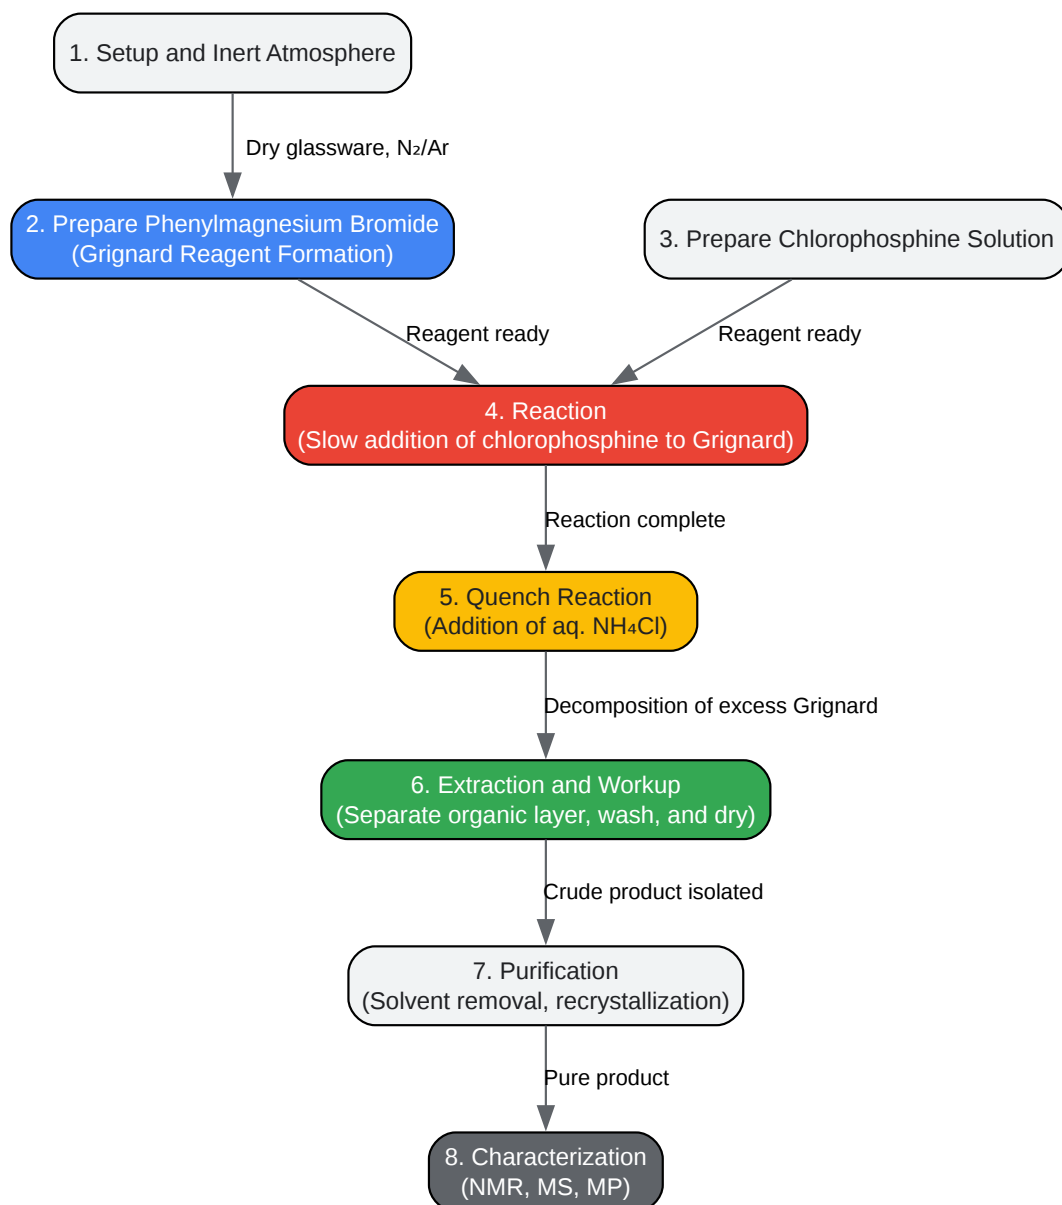 1. Setup and Inert Atmosphere
Dry glassware, N₂/Ar
2. Prepare Phenylmagnesium Bromide
(Grignard Reagent Formation)
3. Prepare Chlorophosphine Solution
Reagent ready
Reagent ready
4. Reaction
(Slow addition of chlorophosphine to Grignard)
Reaction complete
5. Quench Reaction
(Addition of aq. NH₄Cl)
Decomposition of excess Grignard
6. Extraction and Workup
(Separate organic layer, wash, and dry)
Crude product isolated
7. Purification
(Solvent removal, recrystallization)
Pure product
8. Characterization
(NMR, MS, MP)